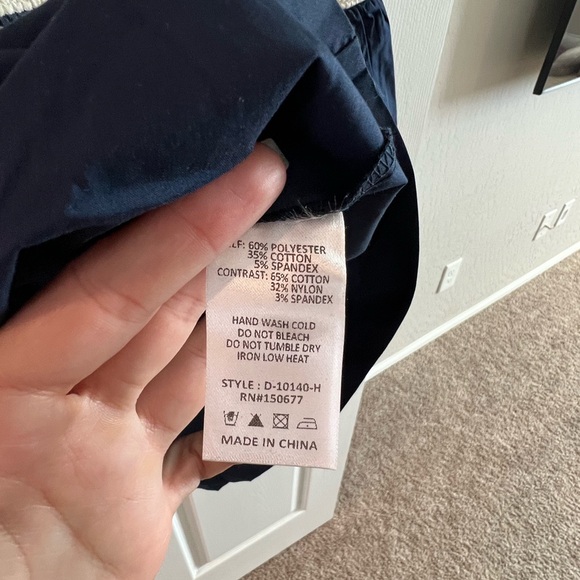 60% POLYESTER
35% COTTON
5% SPANDEX
CONTRAST: 65% COTTON
32% NYLON
3% SPANDEX
HAND WASH COLD
DO NOT BLEACH
DO NOT TUMBLE DRY
IRON LOW HEAT
STYLE : D-10140-H
RN#150677
MADE IN CHINA